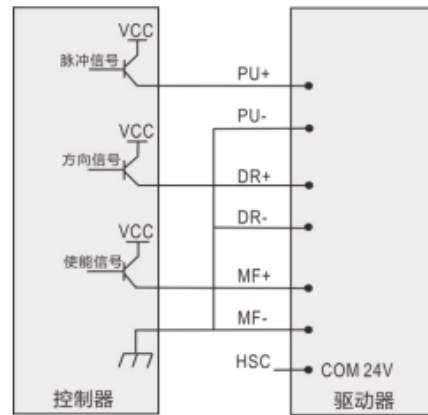 VCC
脉冲信号
PU+
PU-
VCC
方向信号
DR+
DR-
VCC
使能信号
MF+
MF-
HSC
COM 24V
控制器
驱动器